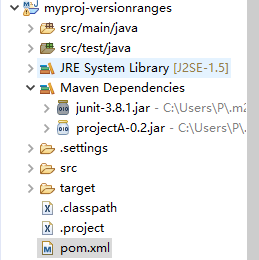 myproj-versionranges
src/main/java
src/test/java
JRE System Library [J2SE-1.5]
Maven Dependencies
junit-3.8.1.jar - C:\Users\P\.m2
projectA-0.2.jar - C:\Users\P\.
.settings
src
target
.classpath
.project
pom.xml